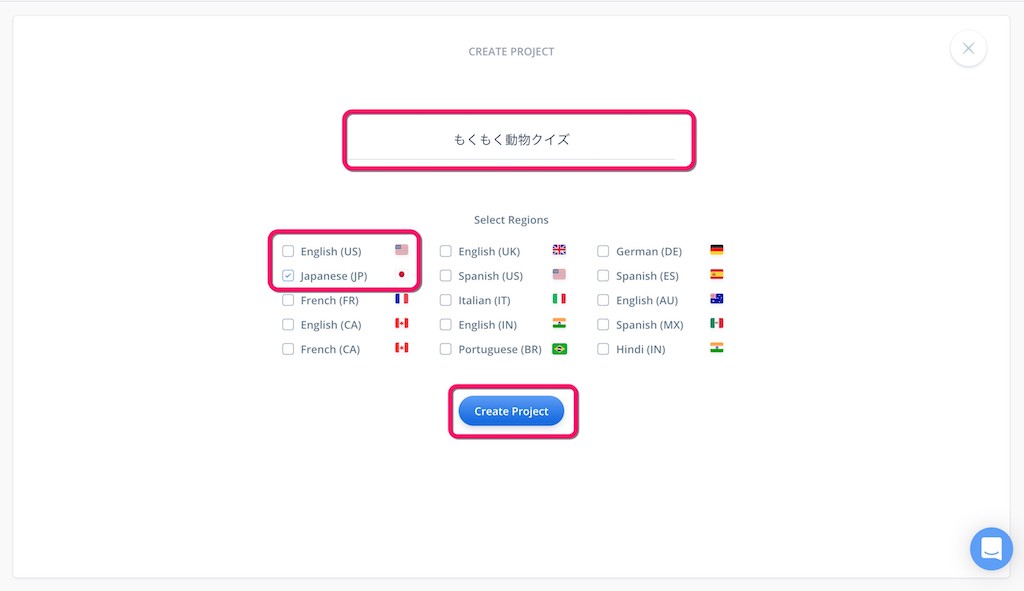 CREATE PROJECT
もくもく動物クイズ
Select Regions
English (US) English (UK) German (DE)
Japanese (JP) Spanish (US) Spanish (ES)
French (FR) Italian (IT) English (AU)
English (CA) English (IN) Spanish (MX)
French (CA) Portuguese (BR) Hindi (IN)
Create Project